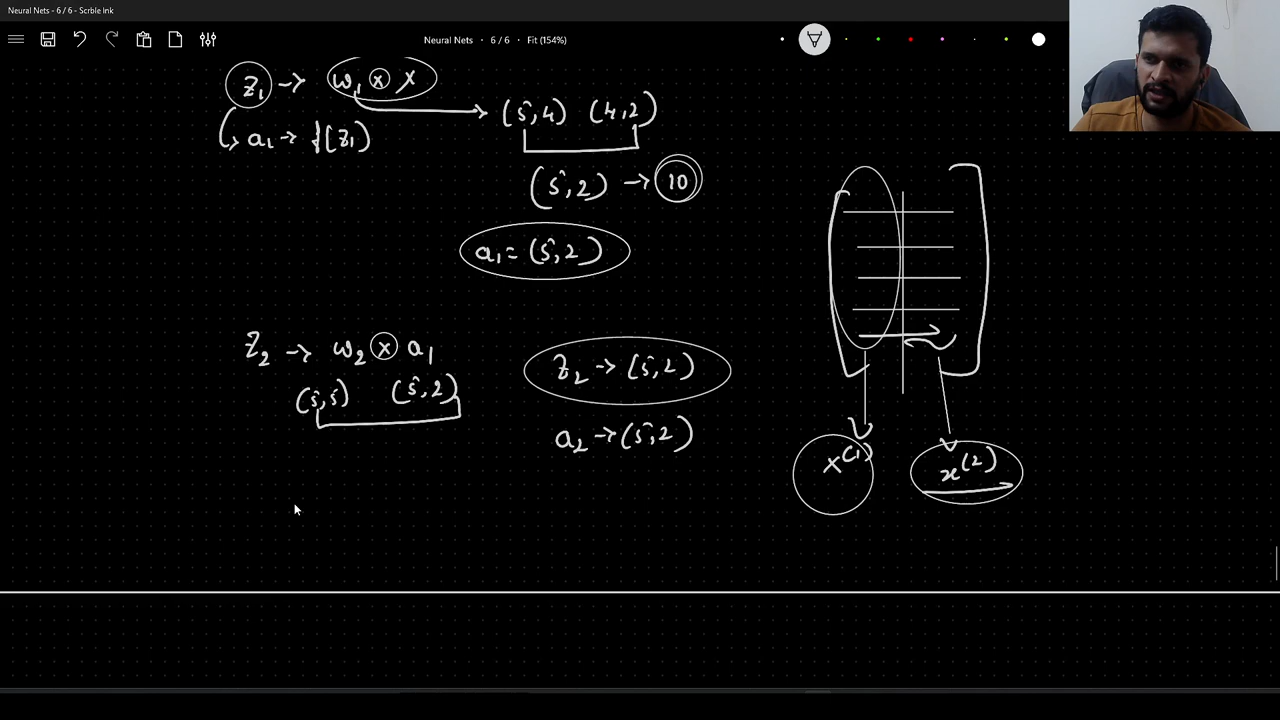 Neural Nets - 6 / 6 - Scrble Ink
Neural Nets • 6 / 6 • Fit (154%)
z₁ → w₁ ⊗ x
(5,4) (4,2)
a₁ → f(z₁)
(5,2) → 10
a₁ = (5,2)
z₂ → w₂ ⊗ a₁
(5,5) (5,2)
z₂ → (5,2)
a₂ → (5,2)
x⁽¹⁾ x⁽²⁾